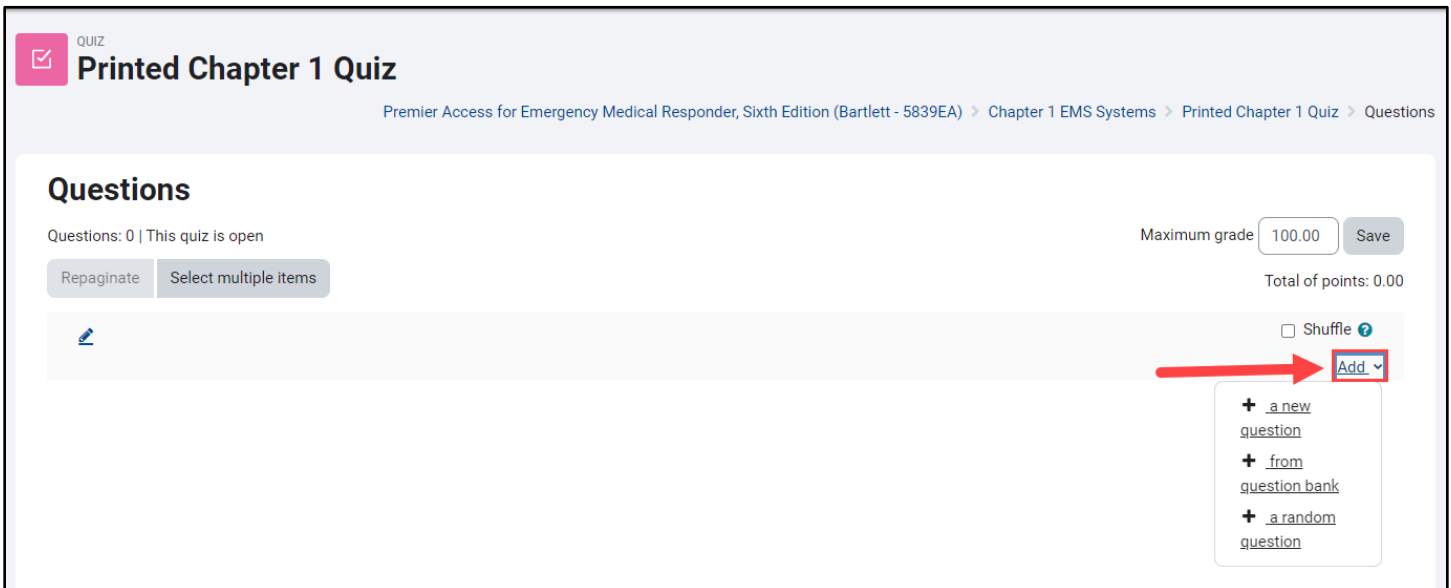 QUIZ
Printed Chapter 1 Quiz
Premier Access for Emergency Medical Responder, Sixth Edition (Bartlett - 5839EA) > Chapter 1 EMS Systems > Printed Chapter 1 Quiz > Questions
Questions
Questions: 0 | This quiz is open
Maximum grade 100.00 Save
Repaginate Select multiple items
Total of points: 0.00
Shuffle ?
Add
+ a new
question
+ from
question bank
+ a random
question